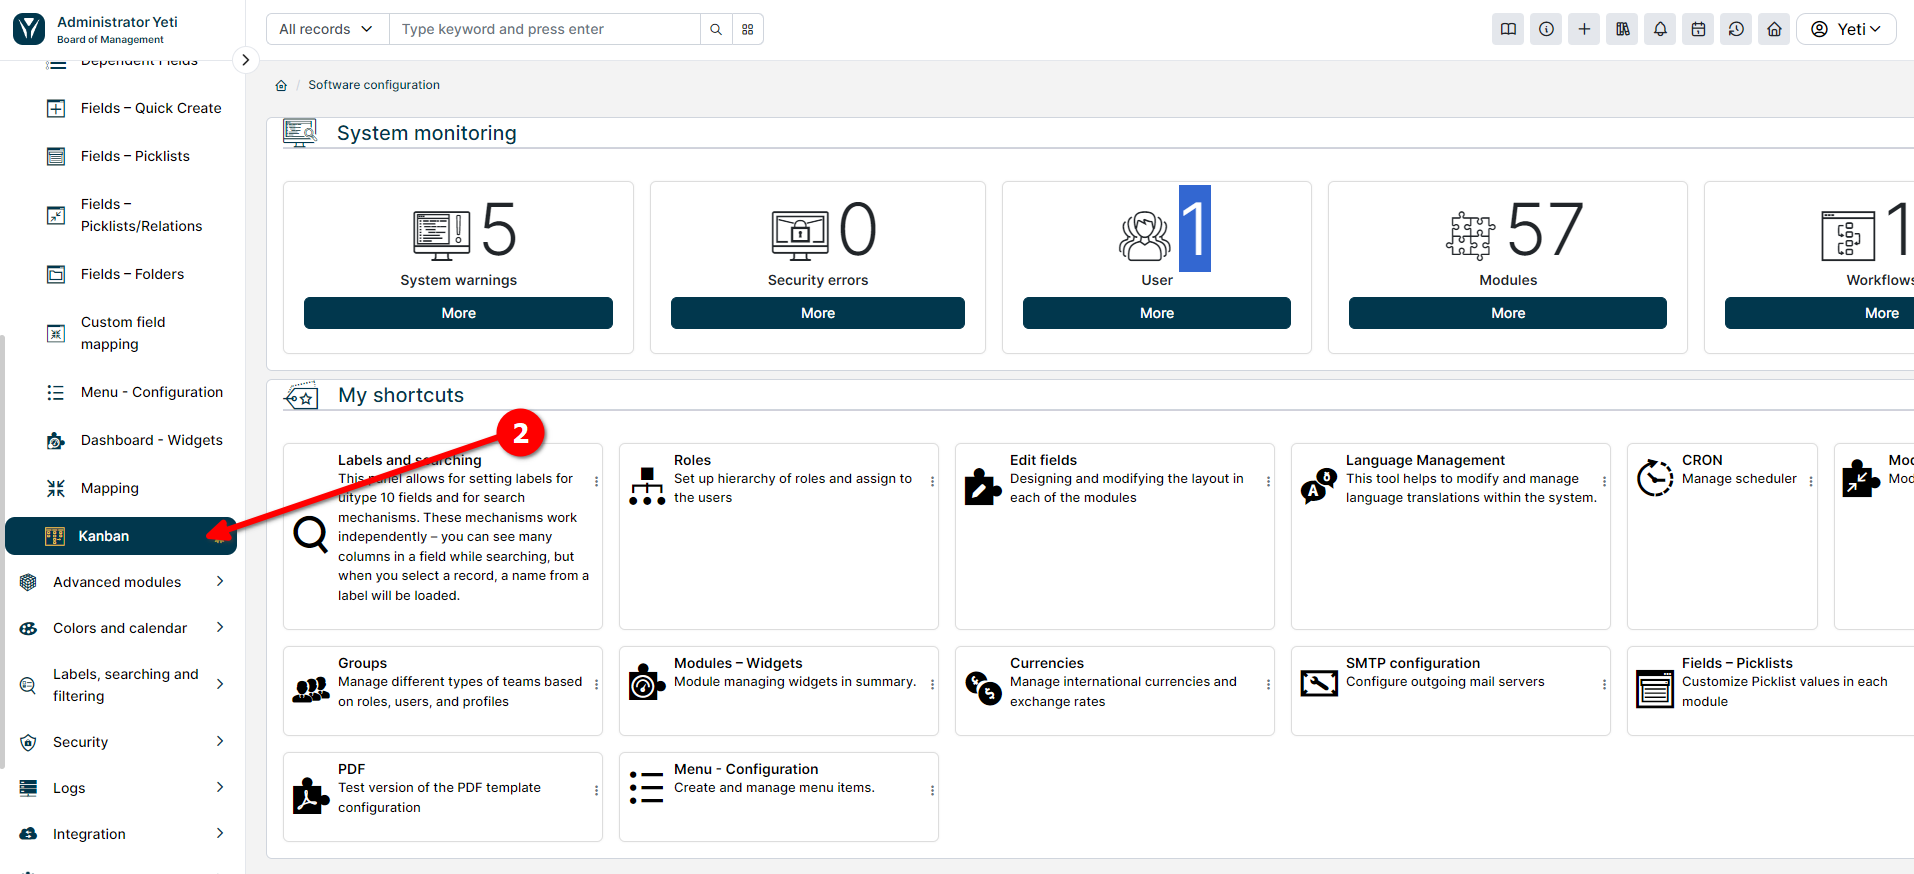 Administrator Yeti
Board of Management
All records
Type keyword and press enter
Yeti
Dependent Fields
Fields – Quick Create
Fields – Picklists
Fields –
Picklists/Relations
Fields – Folders
Custom field
mapping
Menu - Configuration
Dashboard - Widgets
Mapping
Kanban
Advanced modules
Colors and calendar
Labels, searching and
filtering
Security
Logs
Integration
/ Software configuration
System monitoring
5
System warnings
More
0
Security errors
More
1
User
More
57
Modules
More
1
Workflows
More
My shortcuts
2
Labels and searching
This panel allows for setting labels for
uitype 10 fields and for search
mechanisms. These mechanisms work
independently – you can see many
columns in a field while searching, but
when you select a record, a name from a
label will be loaded.
Roles
Set up hierarchy of roles and assign to
the users
Edit fields
Designing and modifying the layout in
each of the modules
Language Management
This tool helps to modify and manage
language translations within the system.
CRON
Manage scheduler
Moc
Mod
Groups
Manage different types of teams based
on roles, users, and profiles
Modules – Widgets
Module managing widgets in summary.
Currencies
Manage international currencies and
exchange rates
SMTP configuration
Configure outgoing mail servers
Fields – Picklists
Customize Picklist values in each
module
PDF
Test version of the PDF template
configuration
Menu - Configuration
Create and manage menu items.